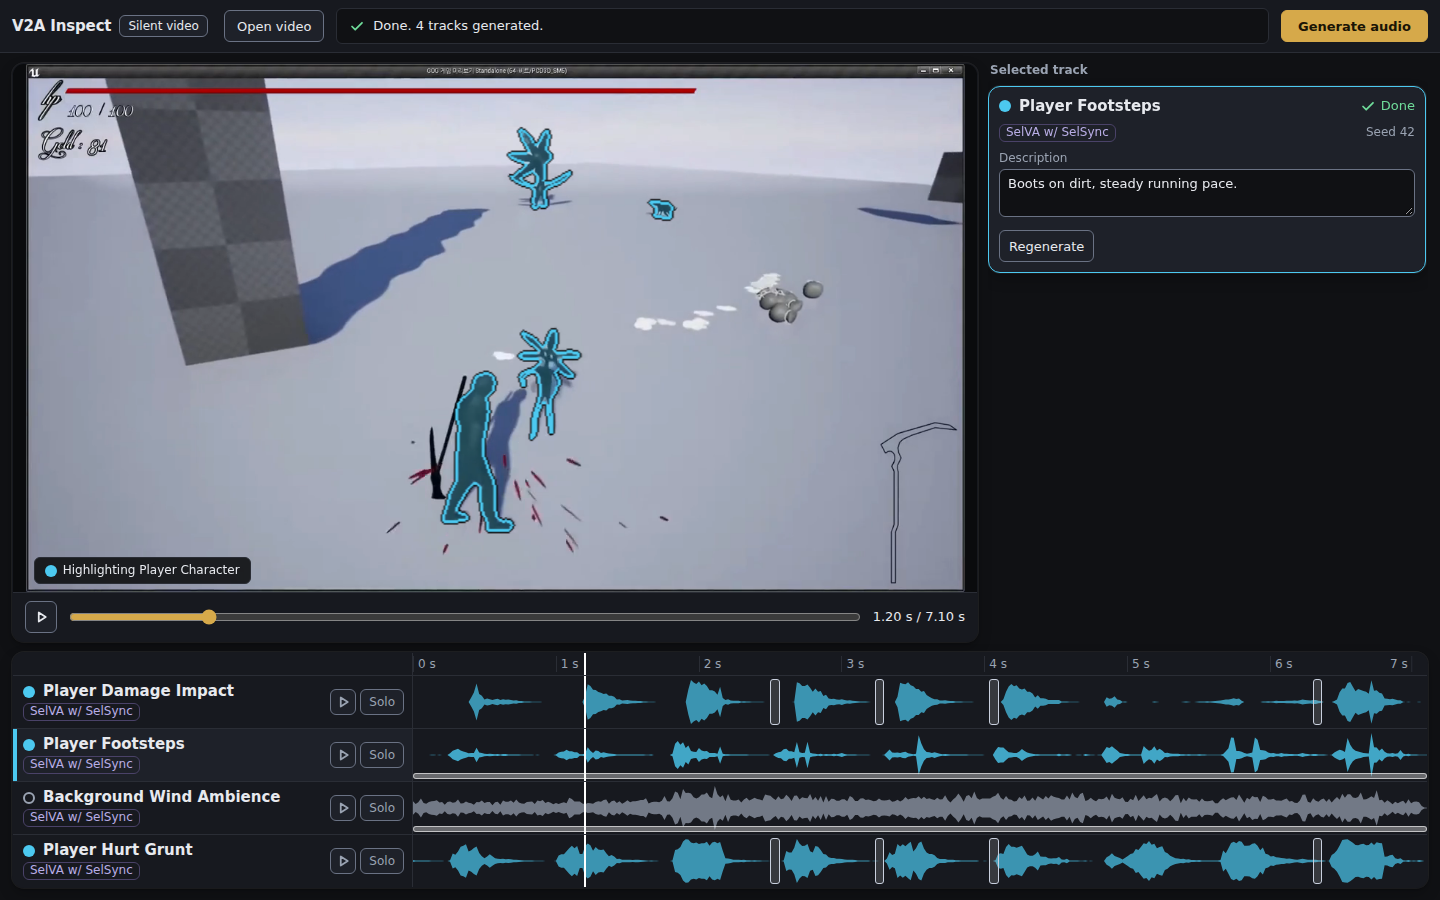 V2A Inspect
Silent video
Open video
Done. 4 tracks generated.
Generate audio
Standalone (64
hp
100 / 100
Gold: 84
Highlighting Player Character
1.20 s / 7.10 s
Selected track
Player Footsteps
Done
SelVA w/ SelSync
Seed 42
Description
Boots on dirt, steady running pace.
Regenerate
0 s
1 s
2 s
3 s
4 s
5 s
6 s
7 s
Player Damage Impact
SelVA w/ SelSync
Solo
Player Footsteps
SelVA w/ SelSync
Solo
Background Wind Ambience
SelVA w/ SelSync
Solo
Player Hurt Grunt
SelVA w/ SelSync
Solo